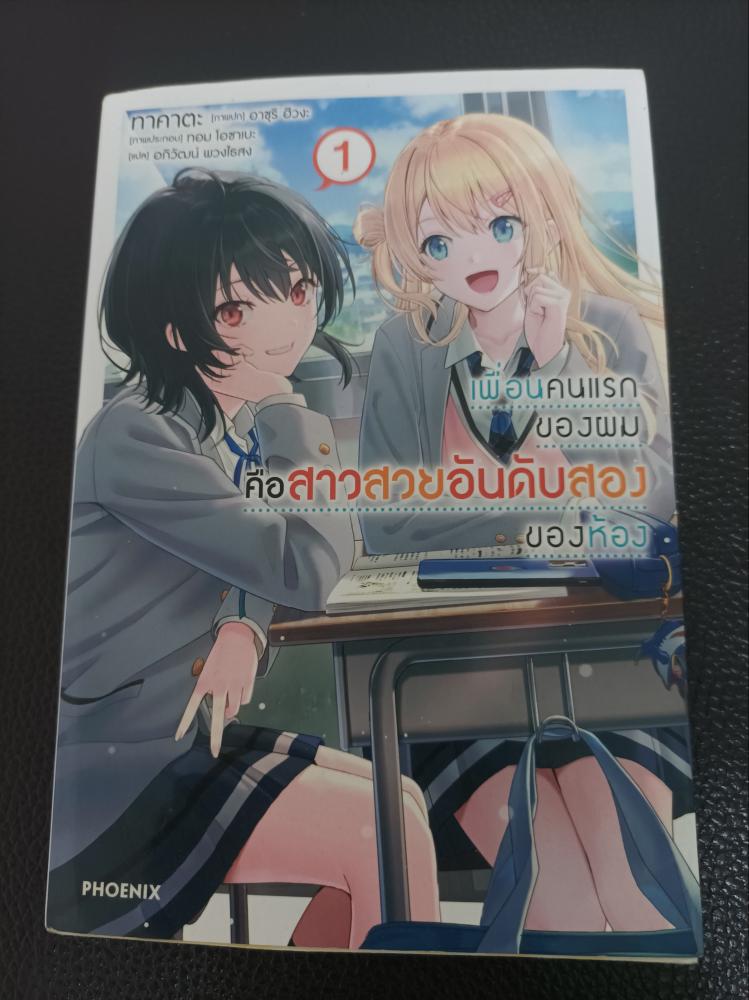 ทาคาตะ [ภาพปก] อาซุริ ฮิวงะ
[ภาพประกอบ] ทอม โอซาเบะ
[แปล] อภิวัฒน์ พวงไธสง
1
เพื่อนคนแรก
ของผม
คือสาวสวยอันดับสอง
ของห้อง
PHOENIX